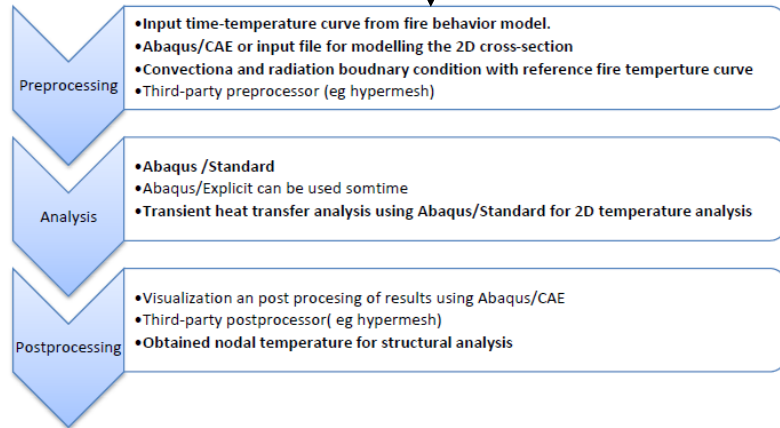 Preprocessing
•Input time-temperature curve from fire behavior model.
•Abaqus/CAE or input file for modelling the 2D cross-section
•Convectiona and radiation boudnary condition with reference fire temperture curve
•Third-party preprocessor (eg hypermesh)
Analysis
•Abaqus /Standard
•Abaqus/Explicit can be used somtime
•Transient heat transfer analysis using Abaqus/Standard for 2D temperature analysis
Postprocessing
•Visualization an post procesing of results using Abaqus/CAE
•Third-party postprocessor( eg hypermesh)
•Obtained nodal temperature for structural analysis